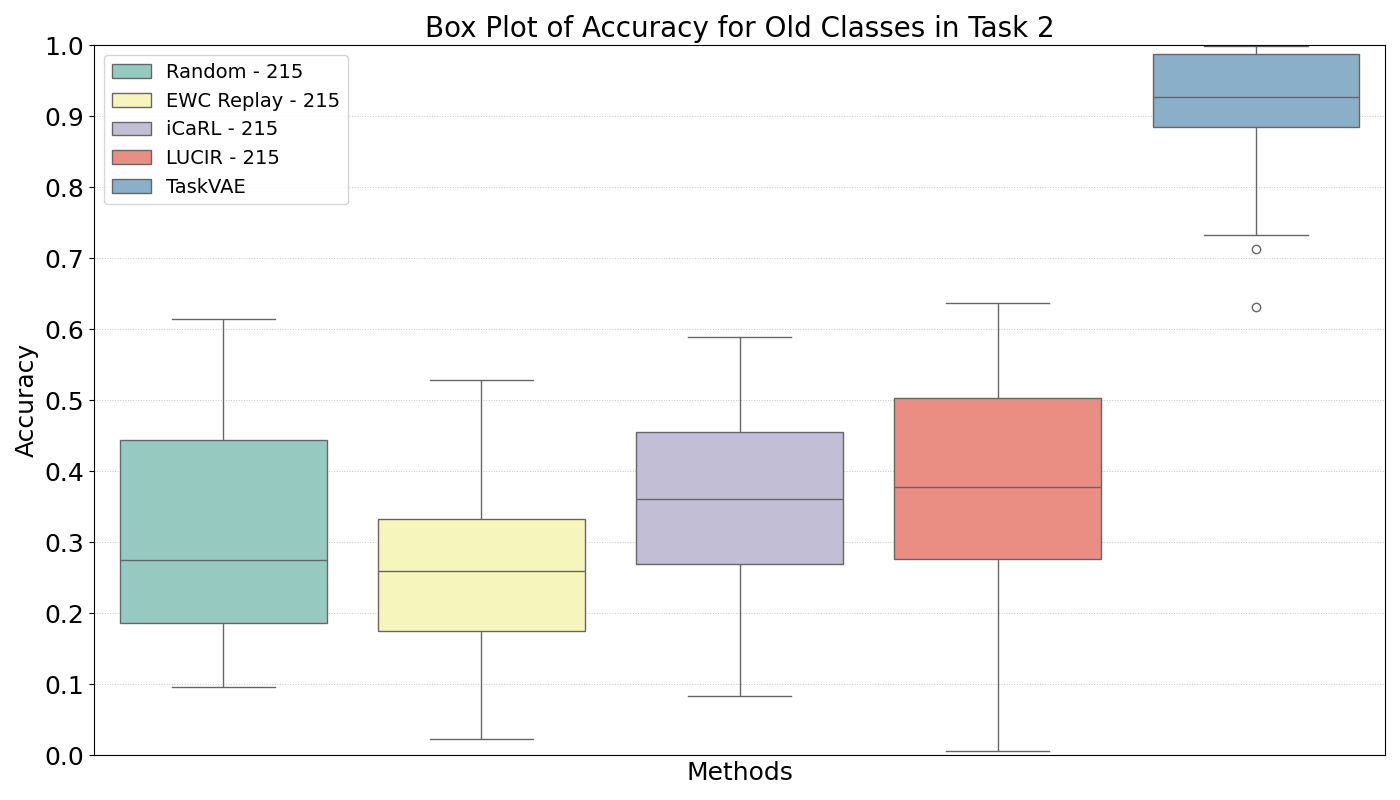 Box Plot of Accuracy for Old Classes in Task 2
1.0
0.9
0.8
0.7
0.6
0.5
0.4
0.3
0.2
0.1
0.0
Accuracy
Random - 215
EWC Replay - 215
iCaRL - 215
LUCIR - 215
TaskVAE
Methods